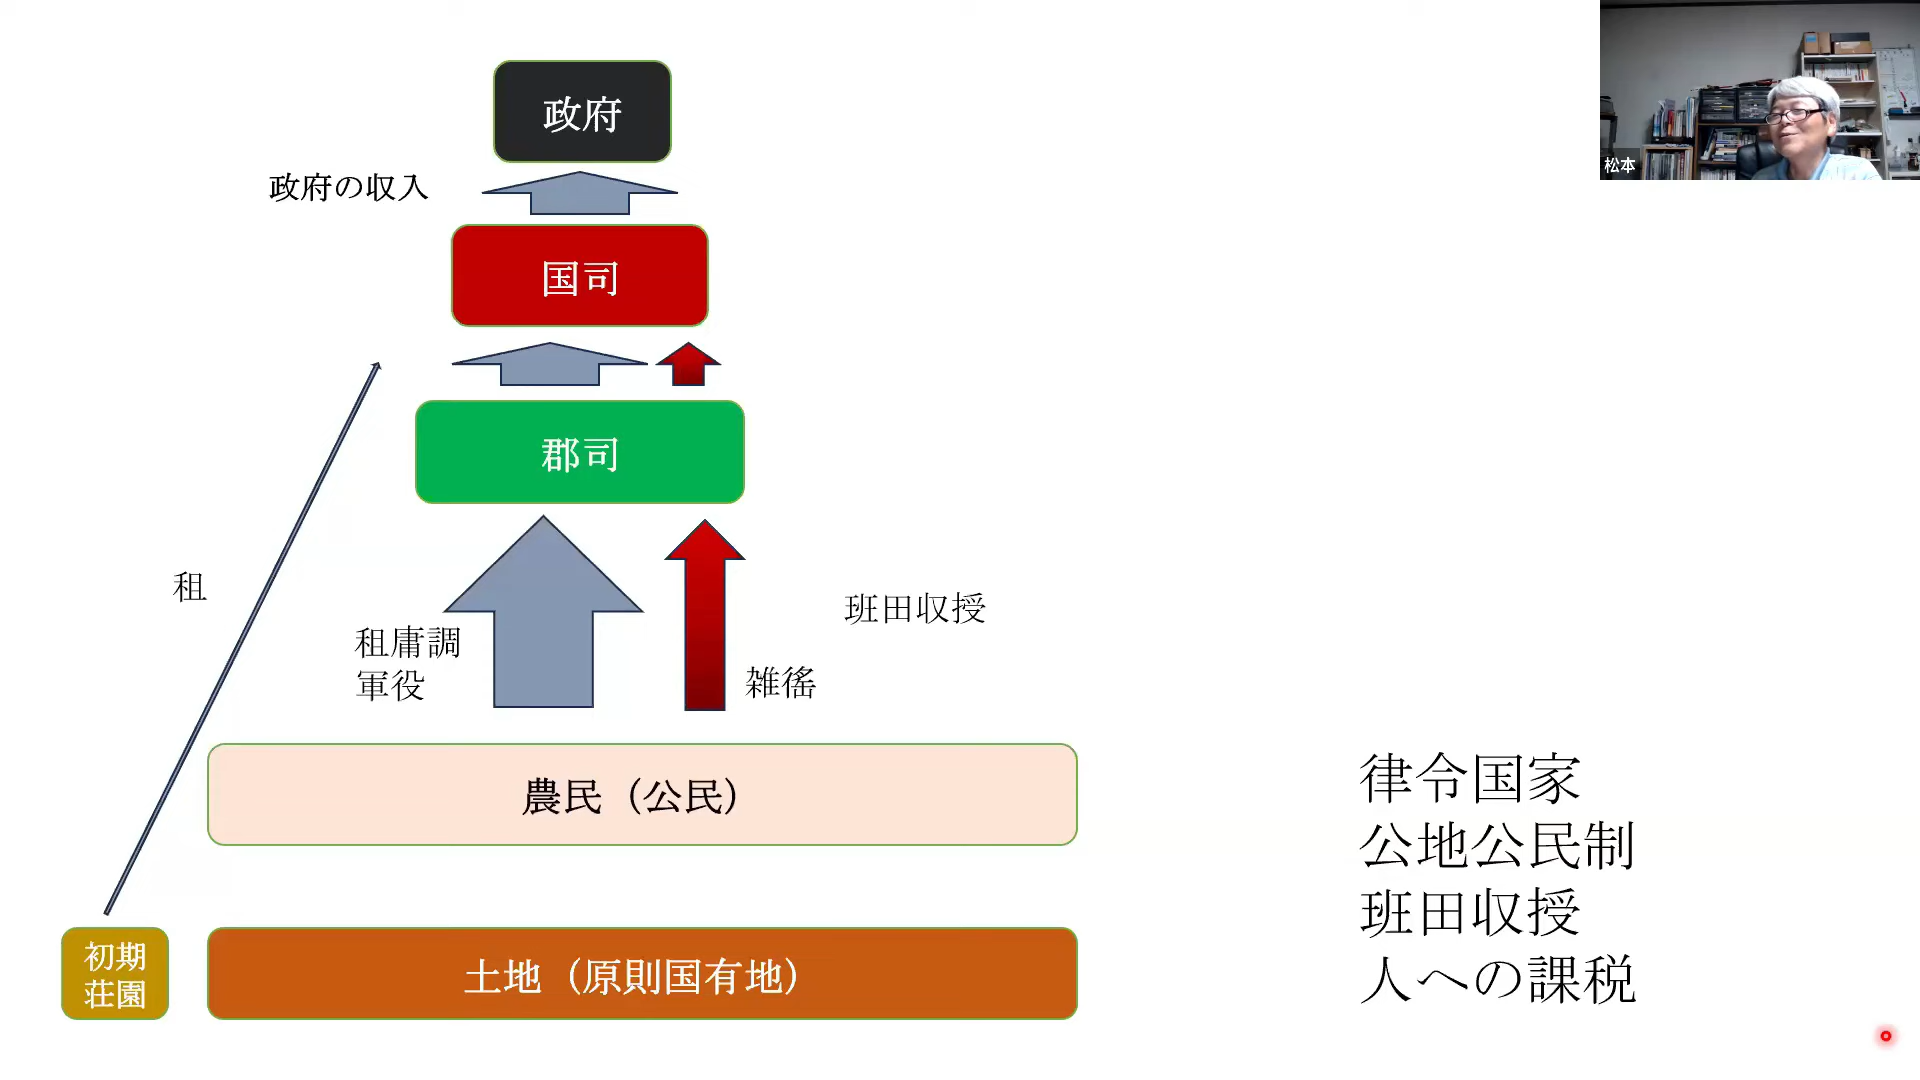 政府
松本
政府の収入
国司
郡司
租
班田収授
租庸調
軍役
雑徭
農民（公民）
律令国家
公地公民制
班田収授
人への課税
初期
荘園
土地（原則国有地）